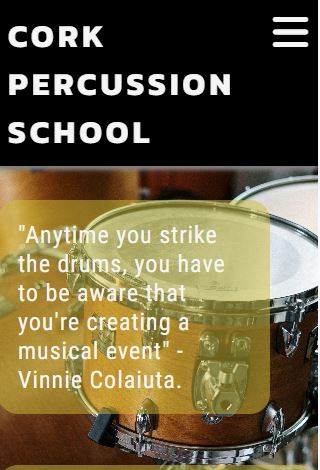 CORK
PERCUSSION
SCHOOL
"Anytime you strike
the drums, you have
to be aware that
you're creating a
musical event" -
Vinnie Colaiuta.